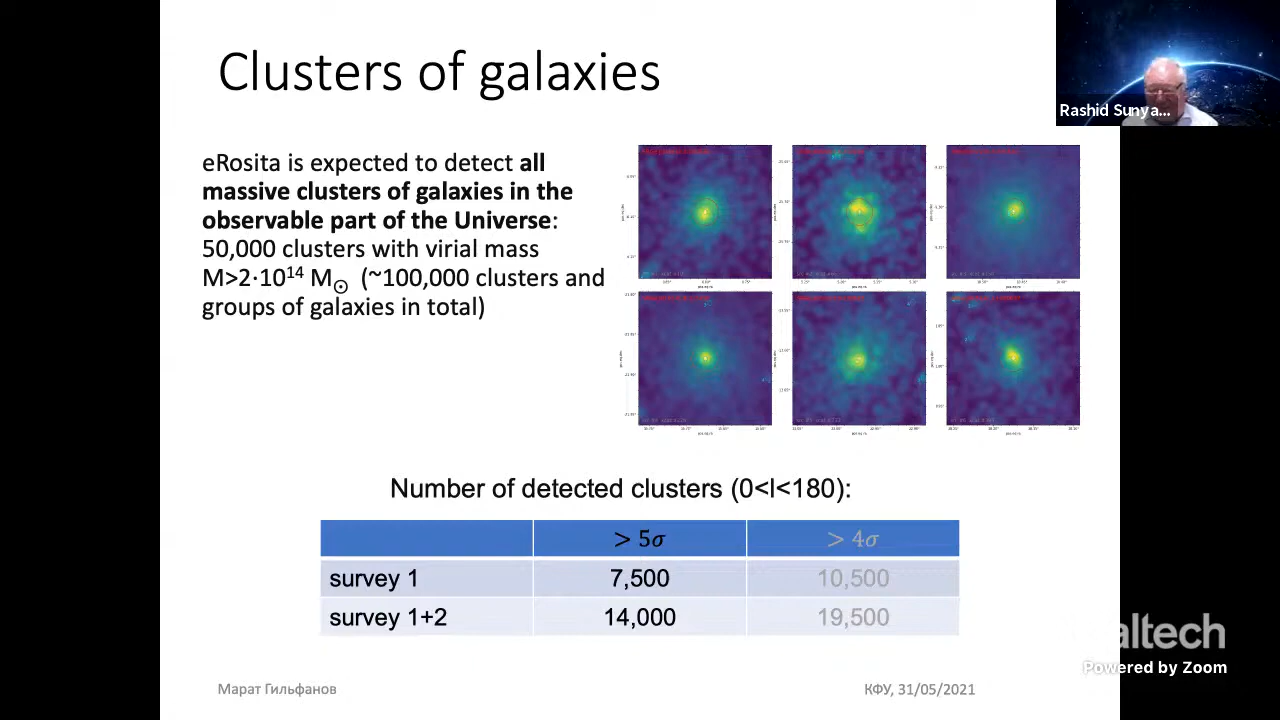 Clusters of galaxies
Rashid Sunya...
eRosita is expected to detect all
massive clusters of galaxies in the
observable part of the Universe:
50,000 clusters with virial mass
M>2·10¹⁴ M☉ (~100,000 clusters and
groups of galaxies in total)
Number of detected clusters (0<l<180):
> 5σ > 4σ
survey 1 7,500 10,500
survey 1+2 14,000 19,500
altech
Powered by Zoom
Марат Гильфанов
КФУ, 31/05/2021